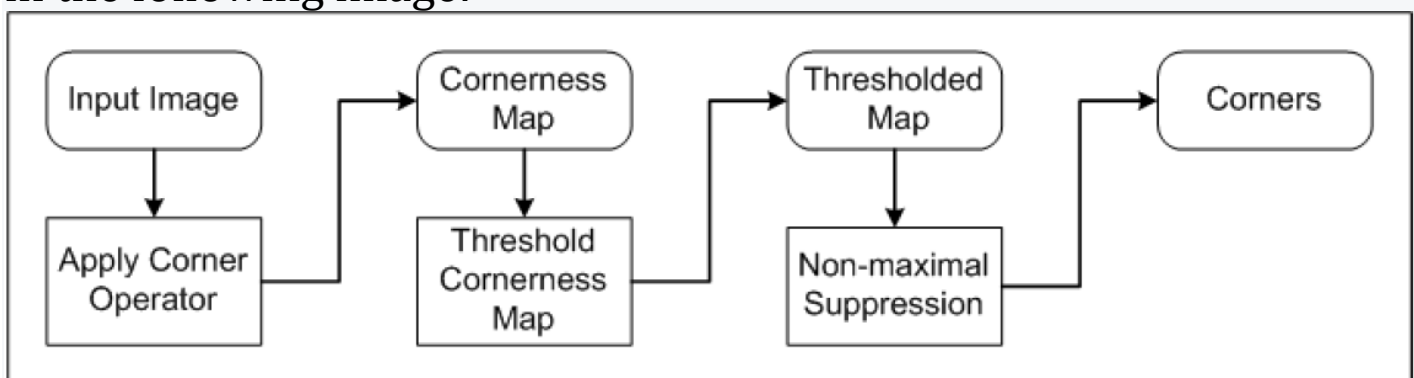 in the following image:
Input Image
Apply Corner
Operator
Cornerness
Map
Threshold
Cornerness
Map
Thresholded
Map
Non-maximal
Suppression
Corners